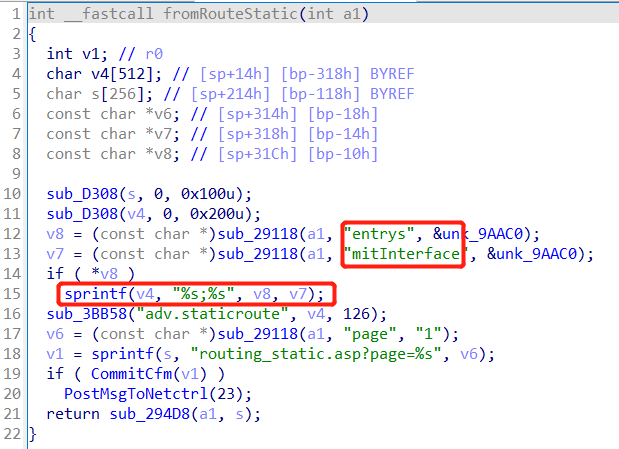 1 int __fastcall fromRouteStatic(int a1)
2 {
3 int v1; // r0
4 char v4[512]; // [sp+14h] [bp-318h] BYREF
5 char s[256]; // [sp+214h] [bp-118h] BYREF
6 const char *v6; // [sp+314h] [bp-18h]
7 const char *v7; // [sp+318h] [bp-14h]
8 const char *v8; // [sp+31Ch] [bp-10h]
9
10 sub_D308(s, 0, 0x100u);
11 sub_D308(v4, 0, 0x200u);
12 v8 = (const char *)sub_29118(a1, "entrys", &unk_9AAC0);
13 v7 = (const char *)sub_29118(a1, "mitInterface", &unk_9AAC0);
14 if ( *v8 )
15 sprintf(v4, "%s;%s", v8, v7);
16 sub_3BB58("adv.staticroute", v4, 126);
17 v6 = (const char *)sub_29118(a1, "page", "1");
18 v1 = sprintf(s, "routing_static.asp?page=%s", v6);
19 if ( CommitCfm(v1) )
20 PostMsgToNetctrl(23);
21 return sub_294D8(a1, s);
22 }